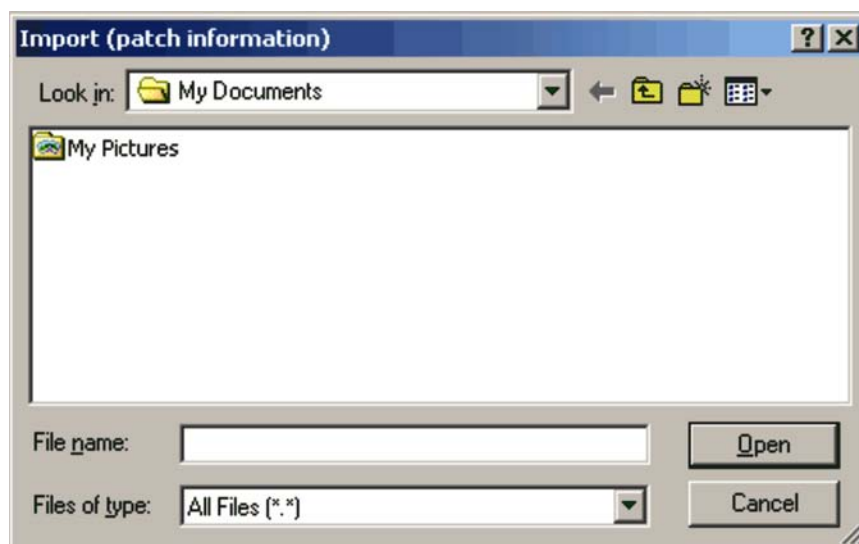 Import (patch information)
Look in: My Documents
My Pictures
File name: Open
Files of type: All Files (*.*) Cancel